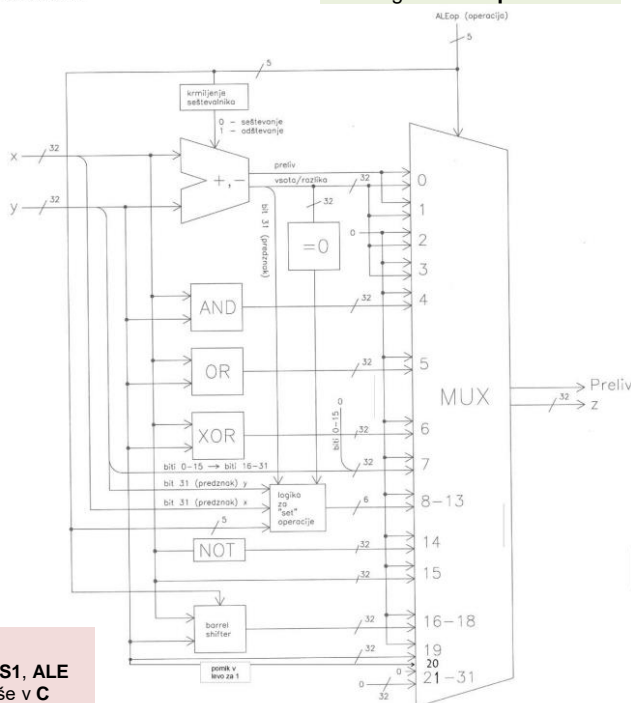 ALEop (operacija)
5
5
krmiljenje
seštevalnika
0 - seštevanje
1 - odštevanje
x 32
y 32
+,-
preliv
vsota/razlika 32
32
bit 31 (predznak)
=0
0
1
0 2
3
AND 32 4
OR 32 5
XOR 32 6
MUX
Preliv
32 z
0
biti 0-15
biti 0-15 → biti 16-31 32 7
bit 31 (predznak) y
bit 31 (predznak) x
logika
za
"set"
operacije
6 8-13
5
NOT 32 14
32 15
barrel
shifter
32 16-18
32 19
pomik v
levo za 1
20
0 21-31
0 32
S1, ALE
še v C